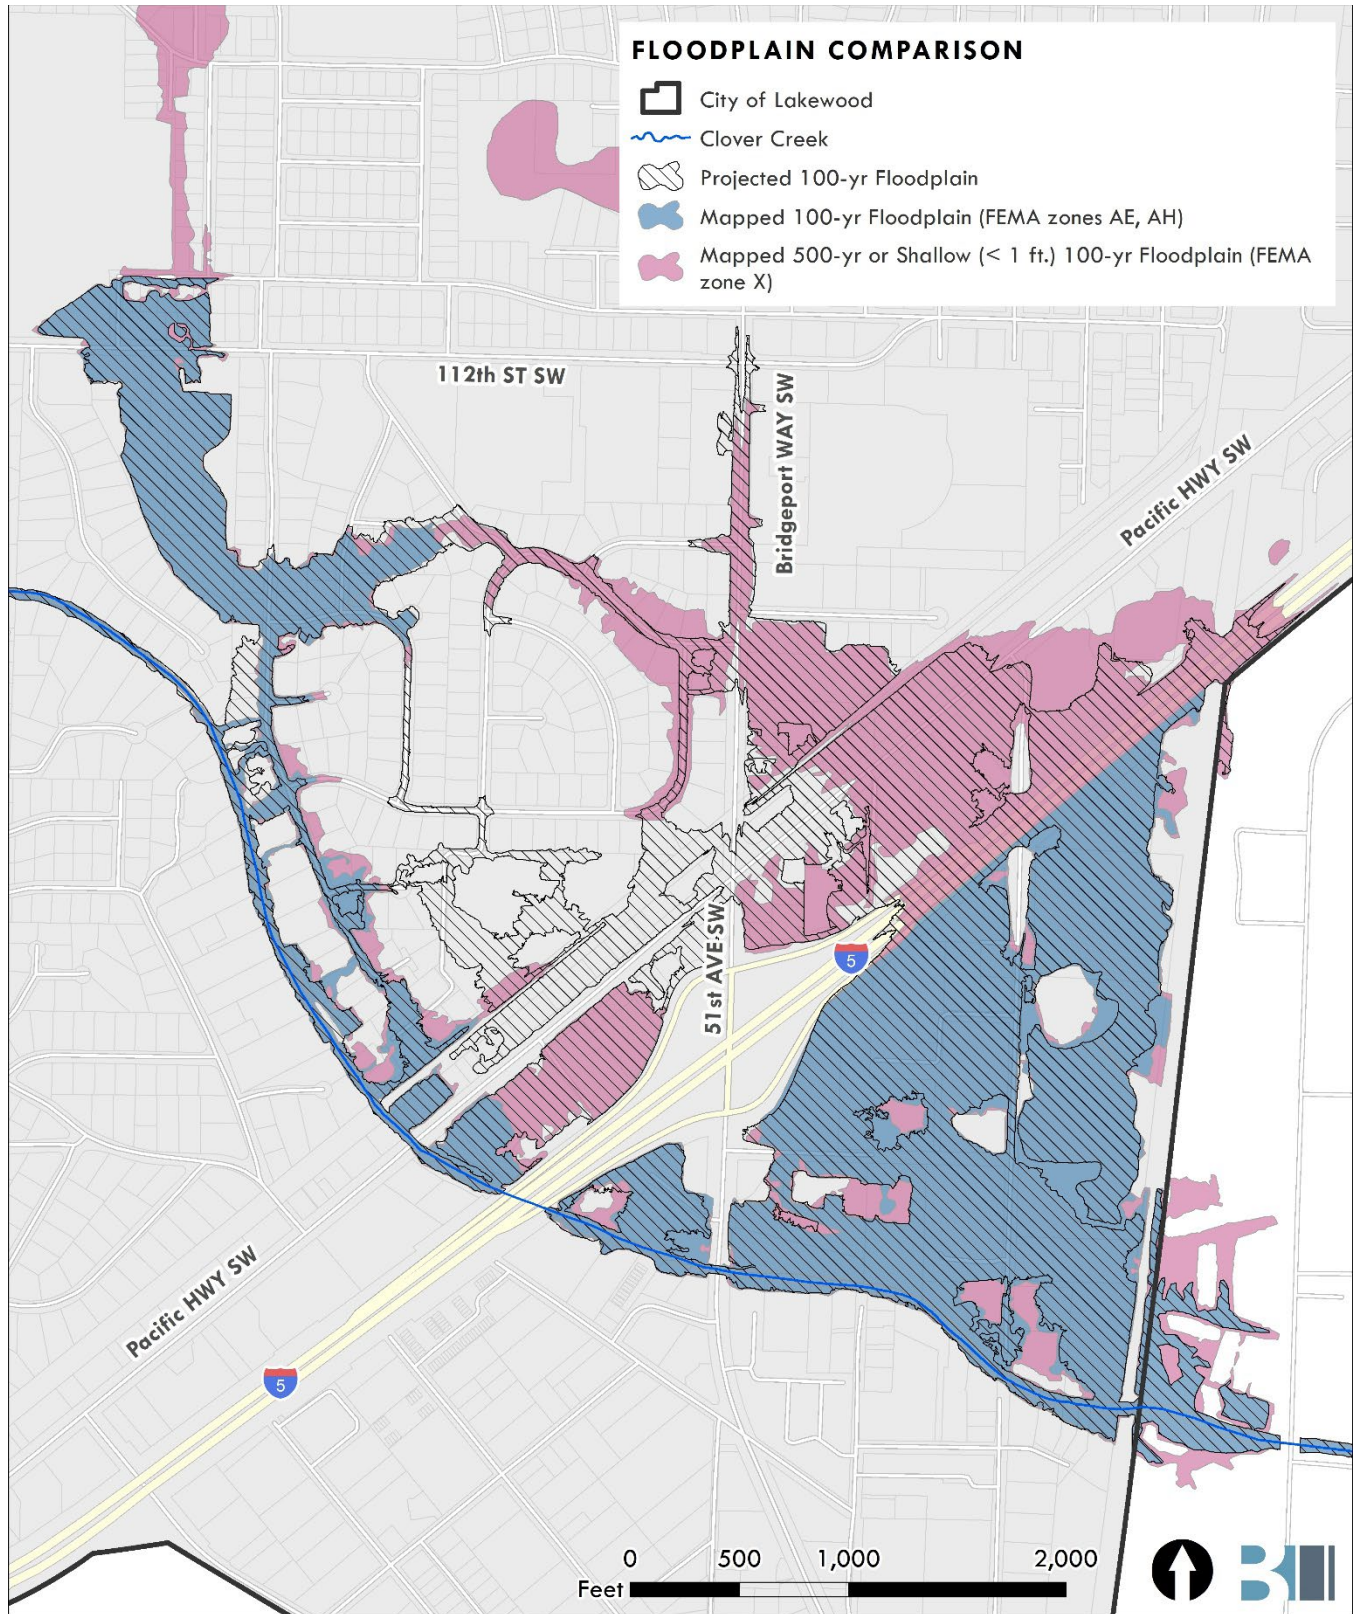 FLOODPLAIN COMPARISON
City of Lakewood
Clover Creek
Projected 100-yr Floodplain
Mapped 100-yr Floodplain (FEMA zones AE, AH)
Mapped 500-yr or Shallow (< 1 ft.) 100-yr Floodplain (FEMA
zone X)
112th ST SW
Bridgeport WAY SW
Pacific HWY SW
51st AVE SW
5
Pacific HWY SW
5
0 500 1,000 2,000
Feet